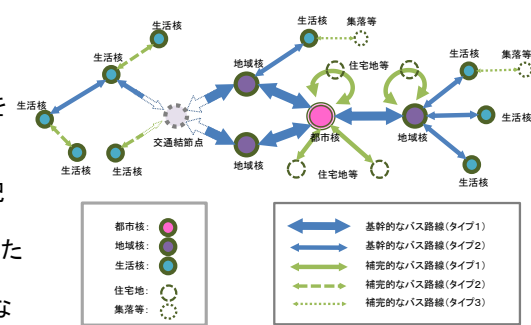 生活核
生活核
生活核
生活核
生活核
交通結節点
地域核
地域核
生活核
集落等
住宅地等
都市核
住宅地等
地域核
生活核
集落等
生活核
生活核
を
た
な
都市核:
地域核:
生活核:
住宅地:
集落等:
基幹的なバス路線(タイプ1)
基幹的なバス路線(タイプ2)
補完的なバス路線(タイプ1)
補完的なバス路線(タイプ2)
補完的なバス路線(タイプ3)